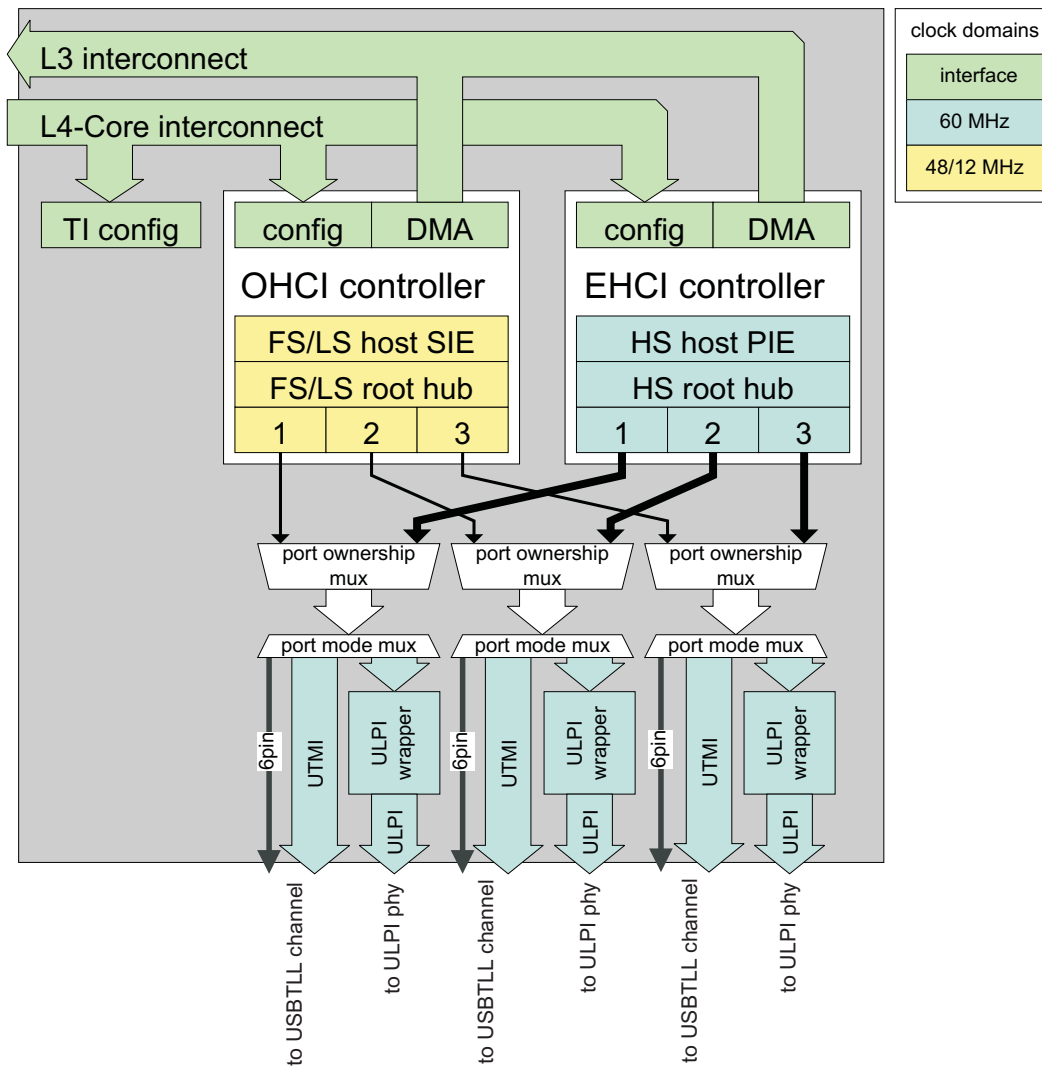 clock domains
interface
60 MHz
48/12 MHz
L3 interconnect
L4-Core interconnect
TI config
config
DMA
OHCI controller
FS/LS host SIE
FS/LS root hub
1
2
3
config
DMA
EHCI controller
HS host PIE
HS root hub
1
2
3
port ownership
mux
port ownership
mux
port ownership
mux
port mode mux
port mode mux
port mode mux
6pin
UTMI
ULPI
wrapper
ULPI
6pin
UTMI
ULPI
wrapper
ULPI
6pin
UTMI
ULPI
wrapper
ULPI
to USBTLL channel
to ULPI phy
to USBTLL channel
to ULPI phy
to USBTLL channel
to ULPI phy